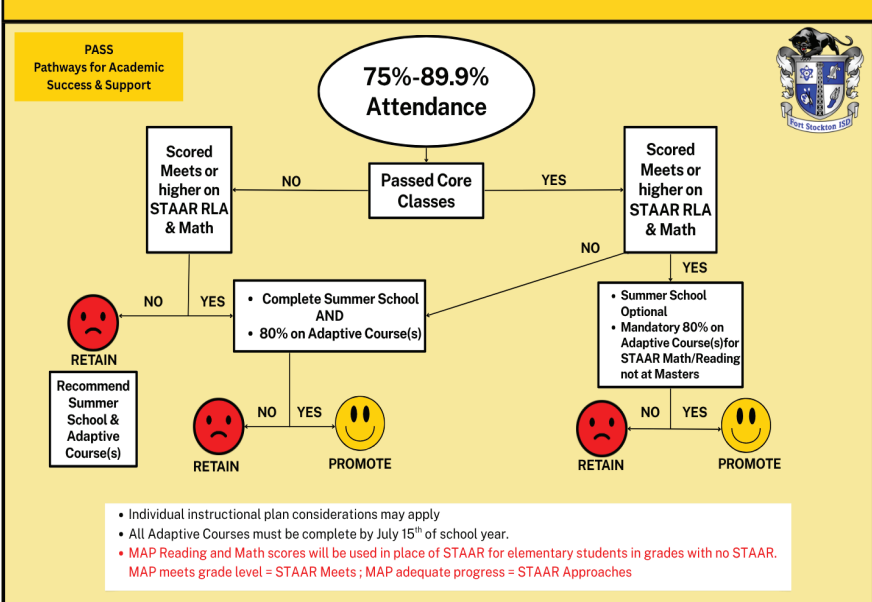 PASS
Pathways for Academic
Success & Support
75%-89.9%
Attendance
Fort Stockton ISD
Scored
Meets or
higher on
STAAR RLA
& Math
NO
Passed Core
Classes
YES
Scored
Meets or
higher on
STAAR RLA
& Math
NO
YES
NO
YES
• Complete Summer School
AND
• 80% on Adaptive Course(s)
• Summer School
Optional
• Mandatory 80% on
Adaptive Course(s)for
STAAR Math/Reading
not at Masters
RETAIN
Recommend
Summer
School &
Adaptive
Course(s)
NO
YES
RETAIN
PROMOTE
NO
YES
RETAIN
PROMOTE
• Individual instructional plan considerations may apply
• All Adaptive Courses must be complete by July 15th of school year.
• MAP Reading and Math scores will be used in place of STAAR for elementary students in grades with no STAAR.
MAP meets grade level = STAAR Meets ; MAP adequate progress = STAAR Approaches